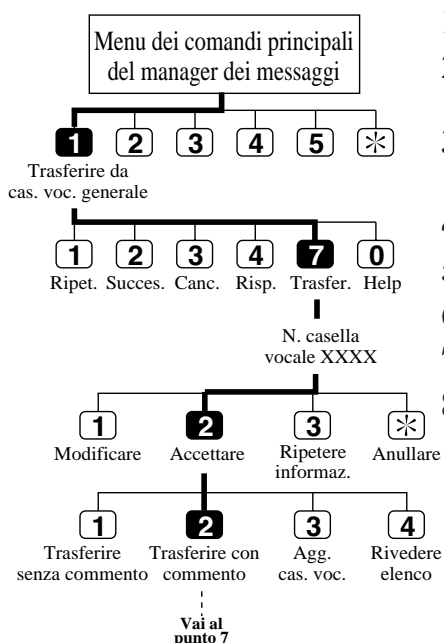 Menu dei comandi principali
del manager dei messaggi
1 2 3 4 5 *
Trasferire da
cas. voc. generale
1 2 3 4 7 0
Ripet. Succes. Canc. Risp. Trasfer. Help
N. casella
vocale XXXX
1 2 3 *
Modificare Accettare Ripetere informaz. Anullare
1 2 3 4
Trasferire senza commento Trasferire con commento Agg. cas. voc. Rivedere elenco
Vai al
punto 7